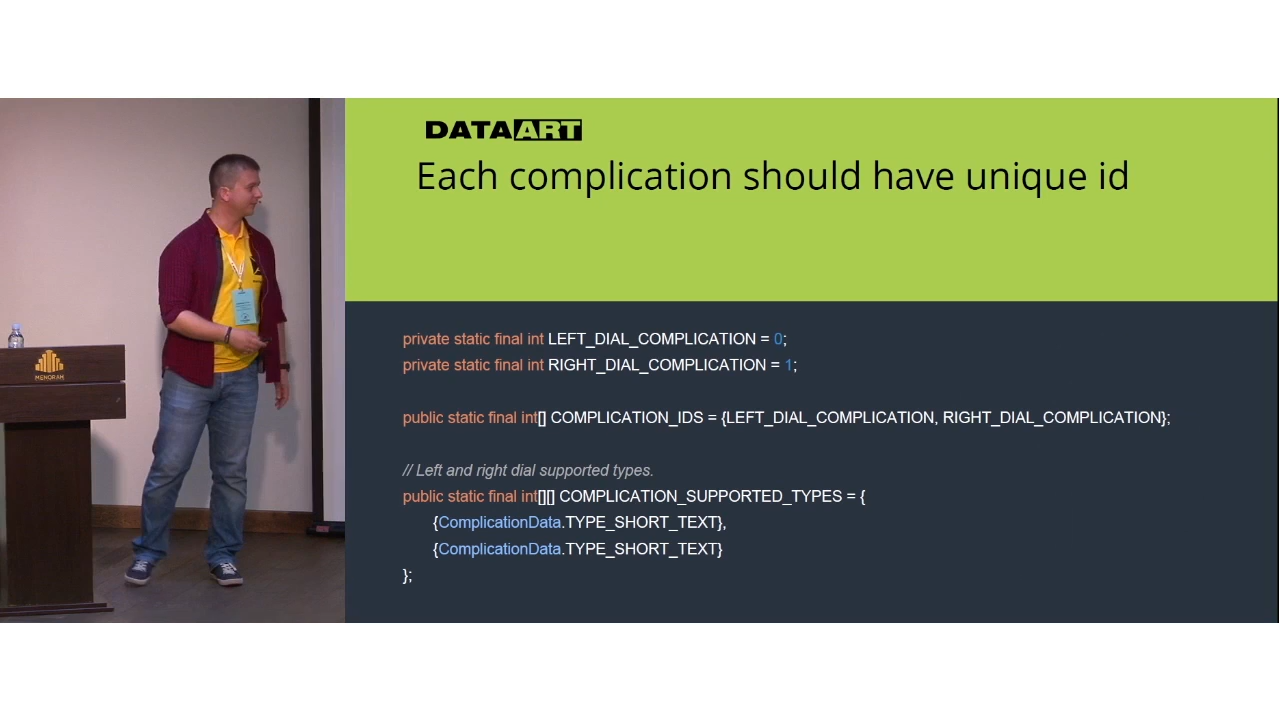 DATAART
Each complication should have unique id
MENORAH
private static final int LEFT_DIAL_COMPLICATION = 0;
private static final int RIGHT_DIAL_COMPLICATION = 1;
public static final int[] COMPLICATION_IDS = {LEFT_DIAL_COMPLICATION, RIGHT_DIAL_COMPLICATION};
// Left and right dial supported types.
public static final int[][] COMPLICATION_SUPPORTED_TYPES = {
{ComplicationData.TYPE_SHORT_TEXT},
{ComplicationData.TYPE_SHORT_TEXT}
};